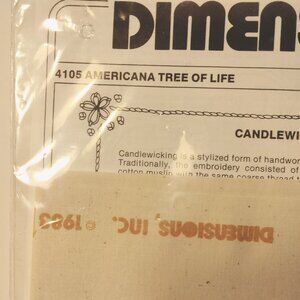 DIMENS
4105 AMERICANA TREE OF LIFE
CANDLEWI
Candlewicking is a stylized form of handwor
Traditionally, the embroidery consisted of
cotton muslin with the same coarse thread t
DIMENSIONS, INC. © 1983